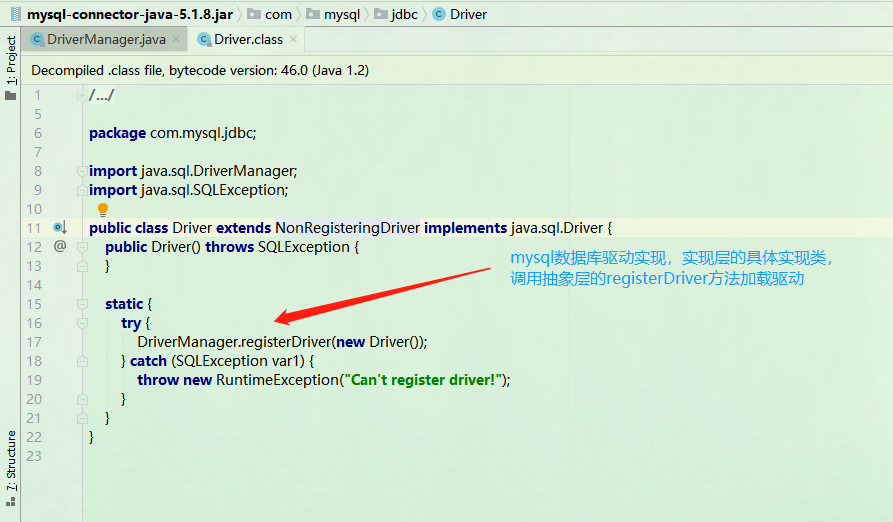 mysql-connector-java-5.1.8.jar com mysql jdbc Driver
DriverManager.java Driver.class
1: Project
Decompiled .class file, bytecode version: 46.0 (Java 1.2)
1 /.../
5
6 package com.mysql.jdbc;
7
8 import java.sql.DriverManager;
9 import java.sql.SQLException;
10
11 public class Driver extends NonRegisteringDriver implements java.sql.Driver {
12 @ public Driver() throws SQLException {
13 }
mysql数据库驱动实现，实现层的具体实现类，
调用抽象层的registerDriver方法加载驱动
14
15 static {
16 try {
17 DriverManager.registerDriver(new Driver());
18 } catch (SQLException var1) {
19 throw new RuntimeException("Can't register driver!");
20 }
21 }
22 }
23
7: Structure